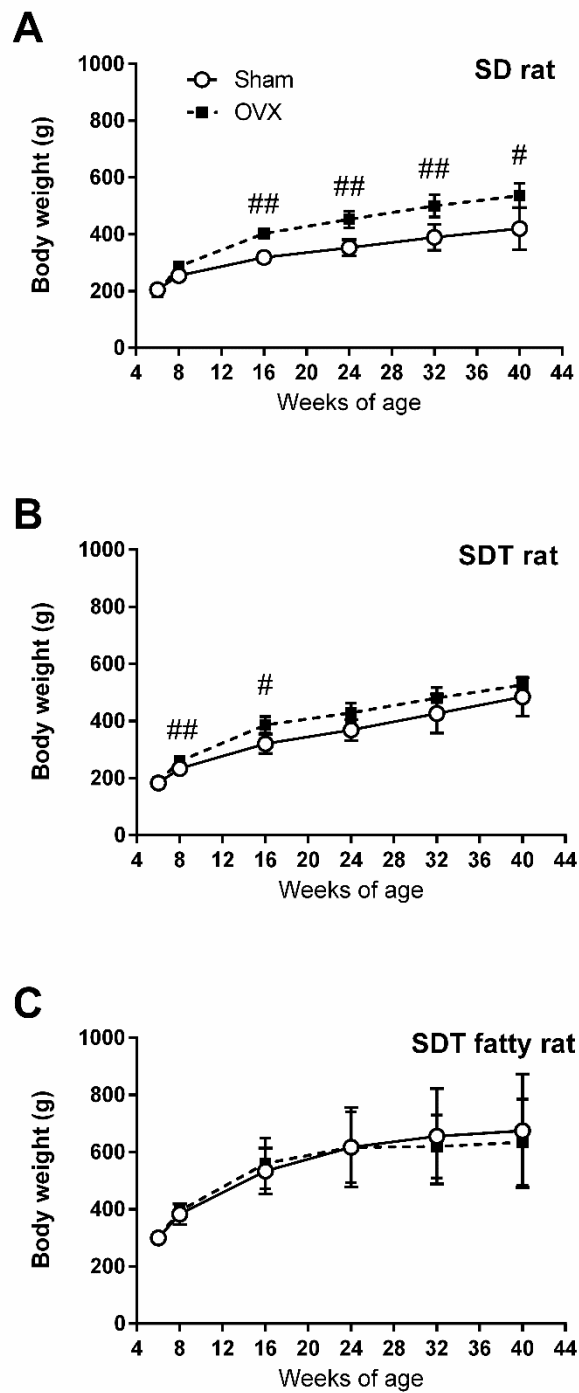 A
SD rat
Sham
OVX
## ## ## #
Body weight (g)
1000
800
600
400
200
0
4 8 12 16 20 24 28 32 36 40 44
Weeks of age
B
SDT rat
## #
Body weight (g)
1000
800
600
400
200
0
4 8 12 16 20 24 28 32 36 40 44
Weeks of age
C
SDT fatty rat
Body weight (g)
1000
800
600
400
200
0
4 8 12 16 20 24 28 32 36 40 44
Weeks of age